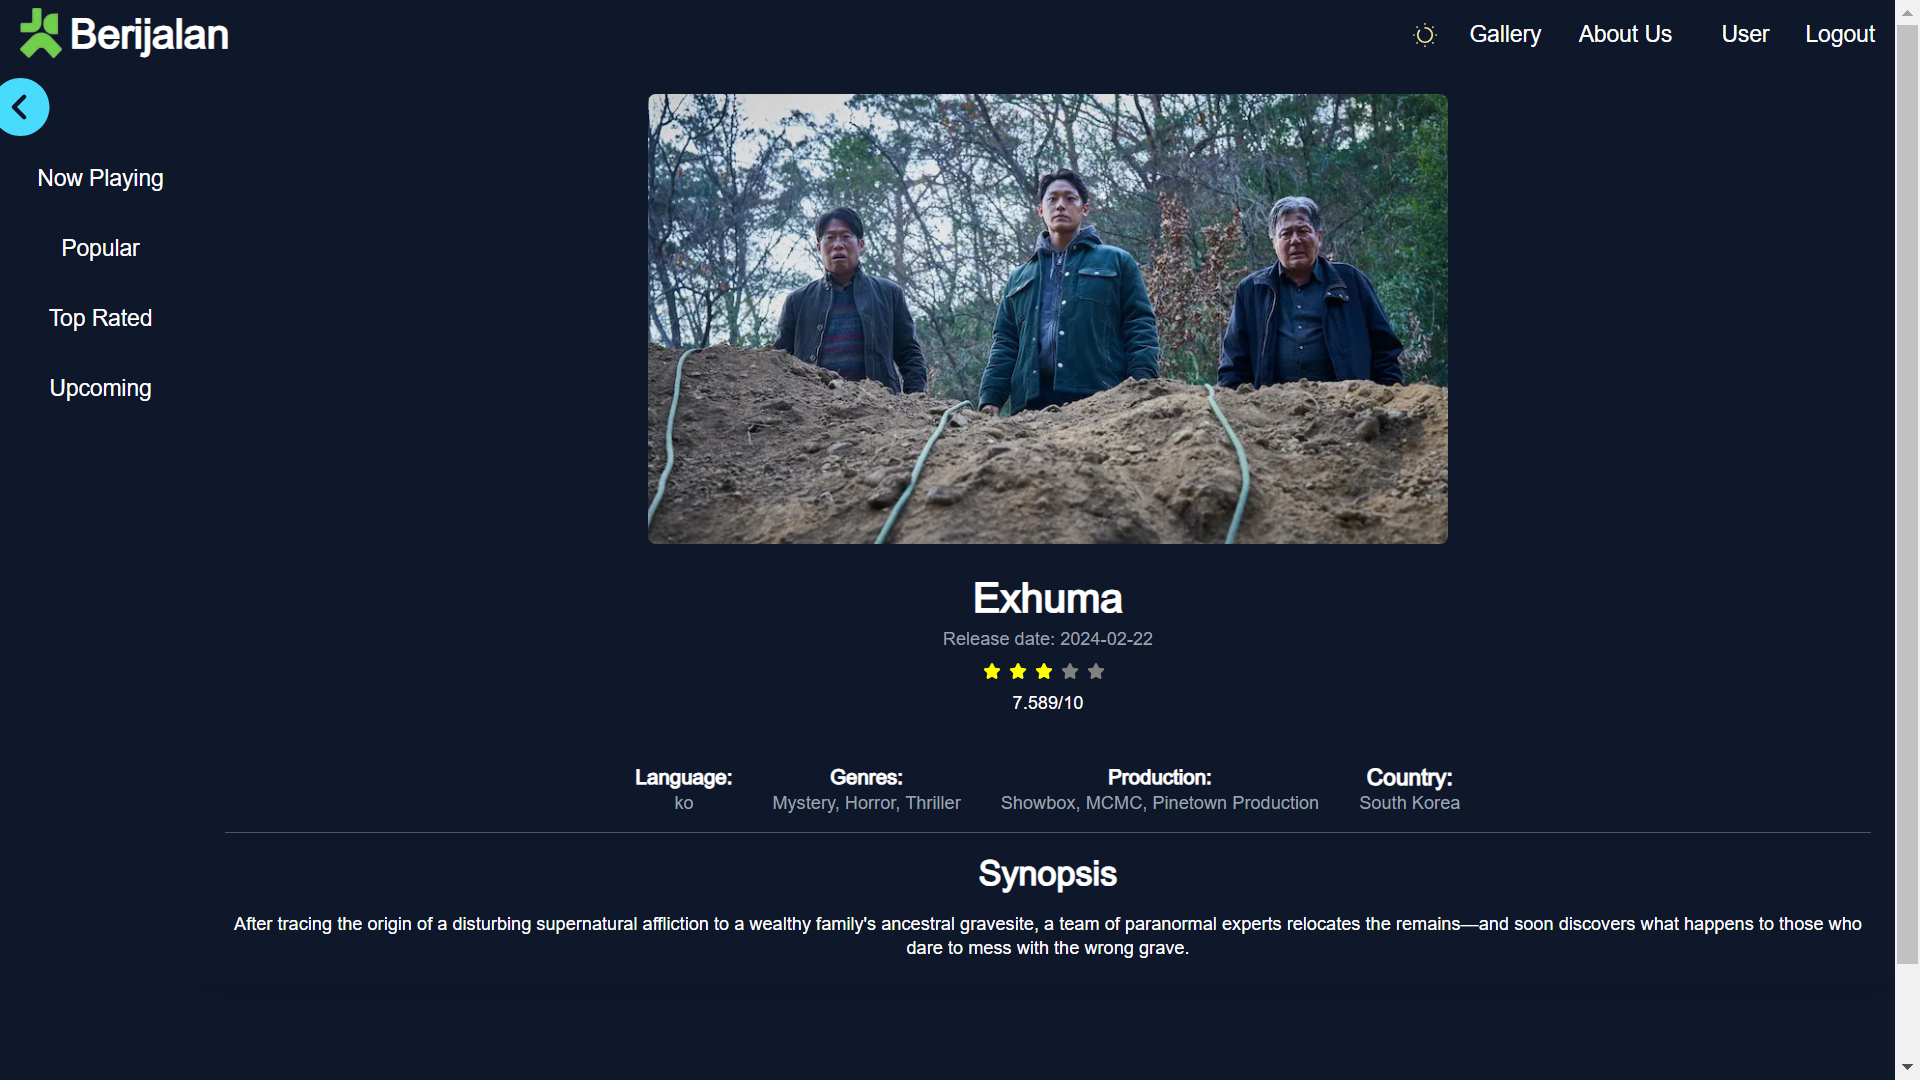 Berijalan
Gallery
About Us
User
Logout
Now Playing
Popular
Top Rated
Upcoming
Exhuma
Release date: 2024-02-22
7.589/10
Language:
ko
Genres:
Mystery, Horror, Thriller
Production:
Showbox, MCMC, Pinetown Production
Country:
South Korea
Synopsis
After tracing the origin of a disturbing supernatural affliction to a wealthy family's ancestral gravesite, a team of paranormal experts relocates the remains—and soon discovers what happens to those who
dare to mess with the wrong grave.